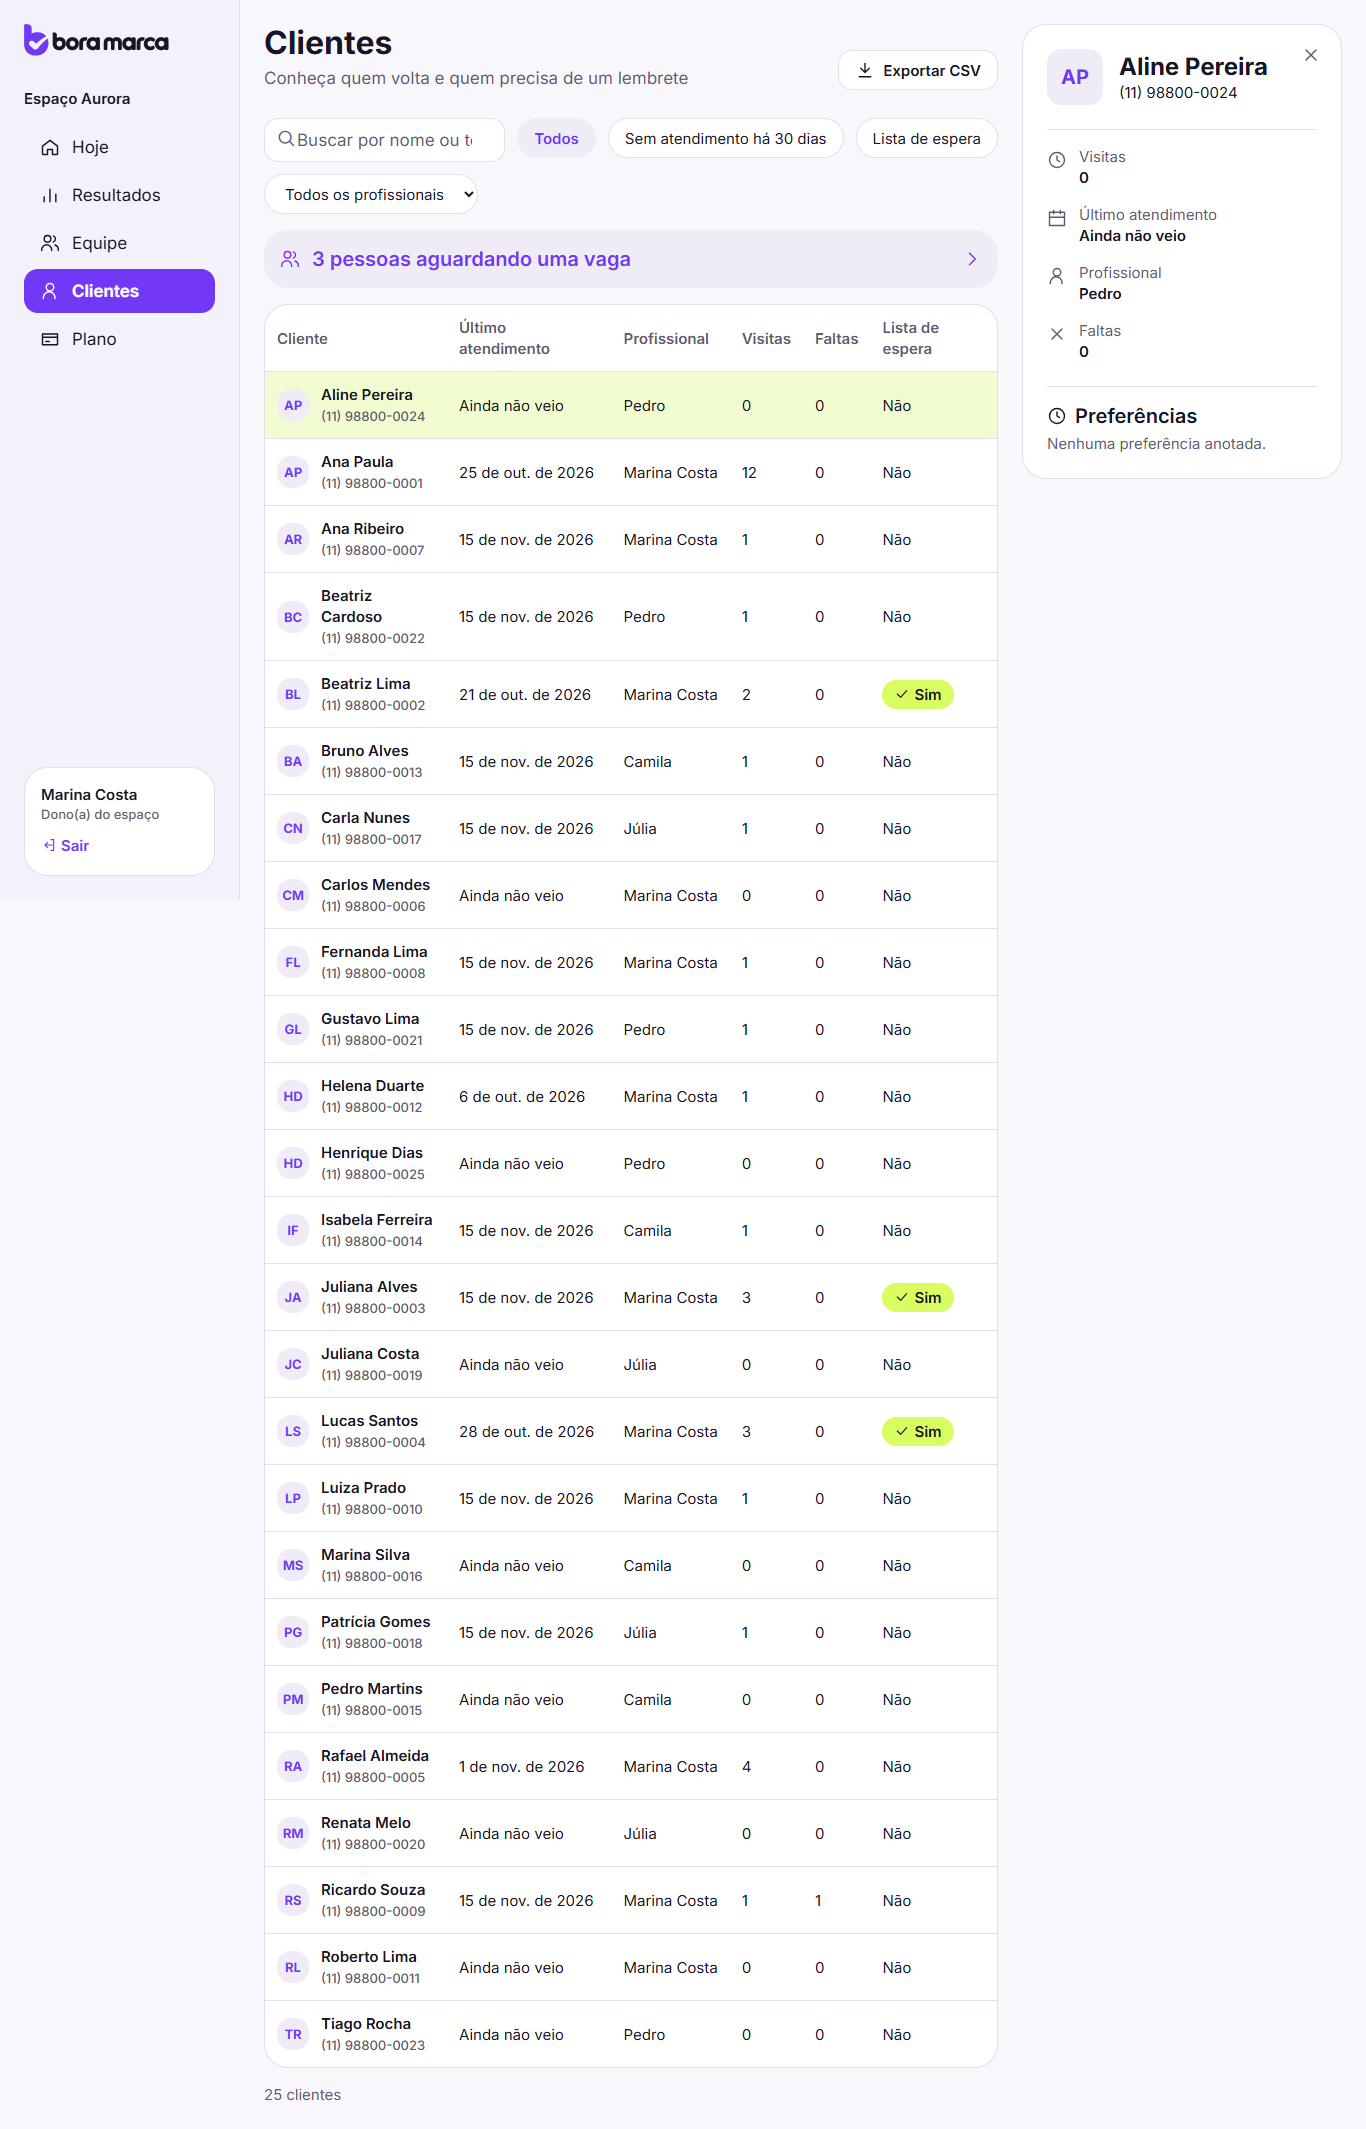 bora marca
Espaço Aurora
Hoje
Resultados
Equipe
Clientes
Plano
Marina Costa
Dono(a) do espaço
Sair
Clientes
Conheça quem volta e quem precisa de um lembrete
Exportar CSV
Buscar por nome ou te
Todos
Sem atendimento há 30 dias
Lista de espera
Todos os profissionais
3 pessoas aguardando uma vaga
Cliente Último atendimento Profissional Visitas Faltas Lista de espera
AP Aline Pereira (11) 98800-0024 Ainda não veio Pedro 0 0 Não
AP Ana Paula (11) 98800-0001 25 de out. de 2026 Marina Costa 12 0 Não
AR Ana Ribeiro (11) 98800-0007 15 de nov. de 2026 Marina Costa 1 0 Não
BC Beatriz Cardoso (11) 98800-0022 15 de nov. de 2026 Pedro 1 0 Não
BL Beatriz Lima (11) 98800-0002 21 de out. de 2026 Marina Costa 2 0 Sim
BA Bruno Alves (11) 98800-0013 15 de nov. de 2026 Camila 1 0 Não
CN Carla Nunes (11) 98800-0017 15 de nov. de 2026 Júlia 1 0 Não
CM Carlos Mendes (11) 98800-0006 Ainda não veio Marina Costa 0 0 Não
FL Fernanda Lima (11) 98800-0008 15 de nov. de 2026 Marina Costa 1 0 Não
GL Gustavo Lima (11) 98800-0021 15 de nov. de 2026 Pedro 1 0 Não
HD Helena Duarte (11) 98800-0012 6 de out. de 2026 Marina Costa 1 0 Não
HD Henrique Dias (11) 98800-0025 Ainda não veio Pedro 0 0 Não
IF Isabela Ferreira (11) 98800-0014 15 de nov. de 2026 Camila 1 0 Não
JA Juliana Alves (11) 98800-0003 15 de nov. de 2026 Marina Costa 3 0 Sim
JC Juliana Costa (11) 98800-0019 Ainda não veio Júlia 0 0 Não
LS Lucas Santos (11) 98800-0004 28 de out. de 2026 Marina Costa 3 0 Sim
LP Luiza Prado (11) 98800-0010 15 de nov. de 2026 Marina Costa 1 0 Não
MS Marina Silva (11) 98800-0016 Ainda não veio Camila 0 0 Não
PG Patrícia Gomes (11) 98800-0018 15 de nov. de 2026 Júlia 1 0 Não
PM Pedro Martins (11) 98800-0015 Ainda não veio Camila 0 0 Não
RA Rafael Almeida (11) 98800-0005 1 de nov. de 2026 Marina Costa 4 0 Não
RM Renata Melo (11) 98800-0020 Ainda não veio Júlia 0 0 Não
RS Ricardo Souza (11) 98800-0009 15 de nov. de 2026 Marina Costa 1 1 Não
RL Roberto Lima (11) 98800-0011 Ainda não veio Marina Costa 0 0 Não
TR Tiago Rocha (11) 98800-0023 Ainda não veio Pedro 0 0 Não
25 clientes
AP
Aline Pereira
(11) 98800-0024
Visitas
0
Último atendimento
Ainda não veio
Profissional
Pedro
Faltas
0
Preferências
Nenhuma preferência anotada.